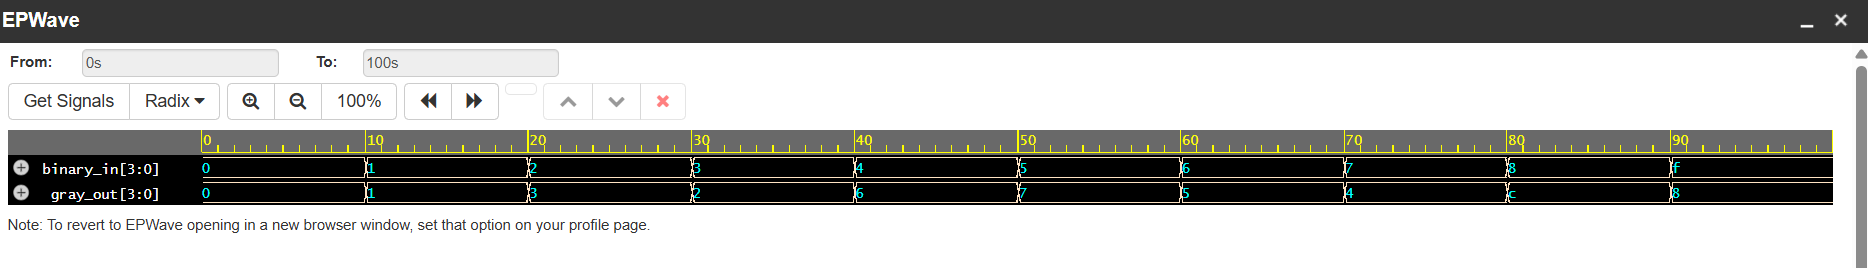 EPWave
From: 0s To: 100s
Get Signals Radix 100%
0 10 20 30 40 50 60 70 80 90
binary_in[3:0] 0 1 2 3 4 5 6 7 8 f
gray_out[3:0] 0 1 3 2 6 7 5 4 c 8
Note: To revert to EPWave opening in a new browser window, set that option on your profile page.